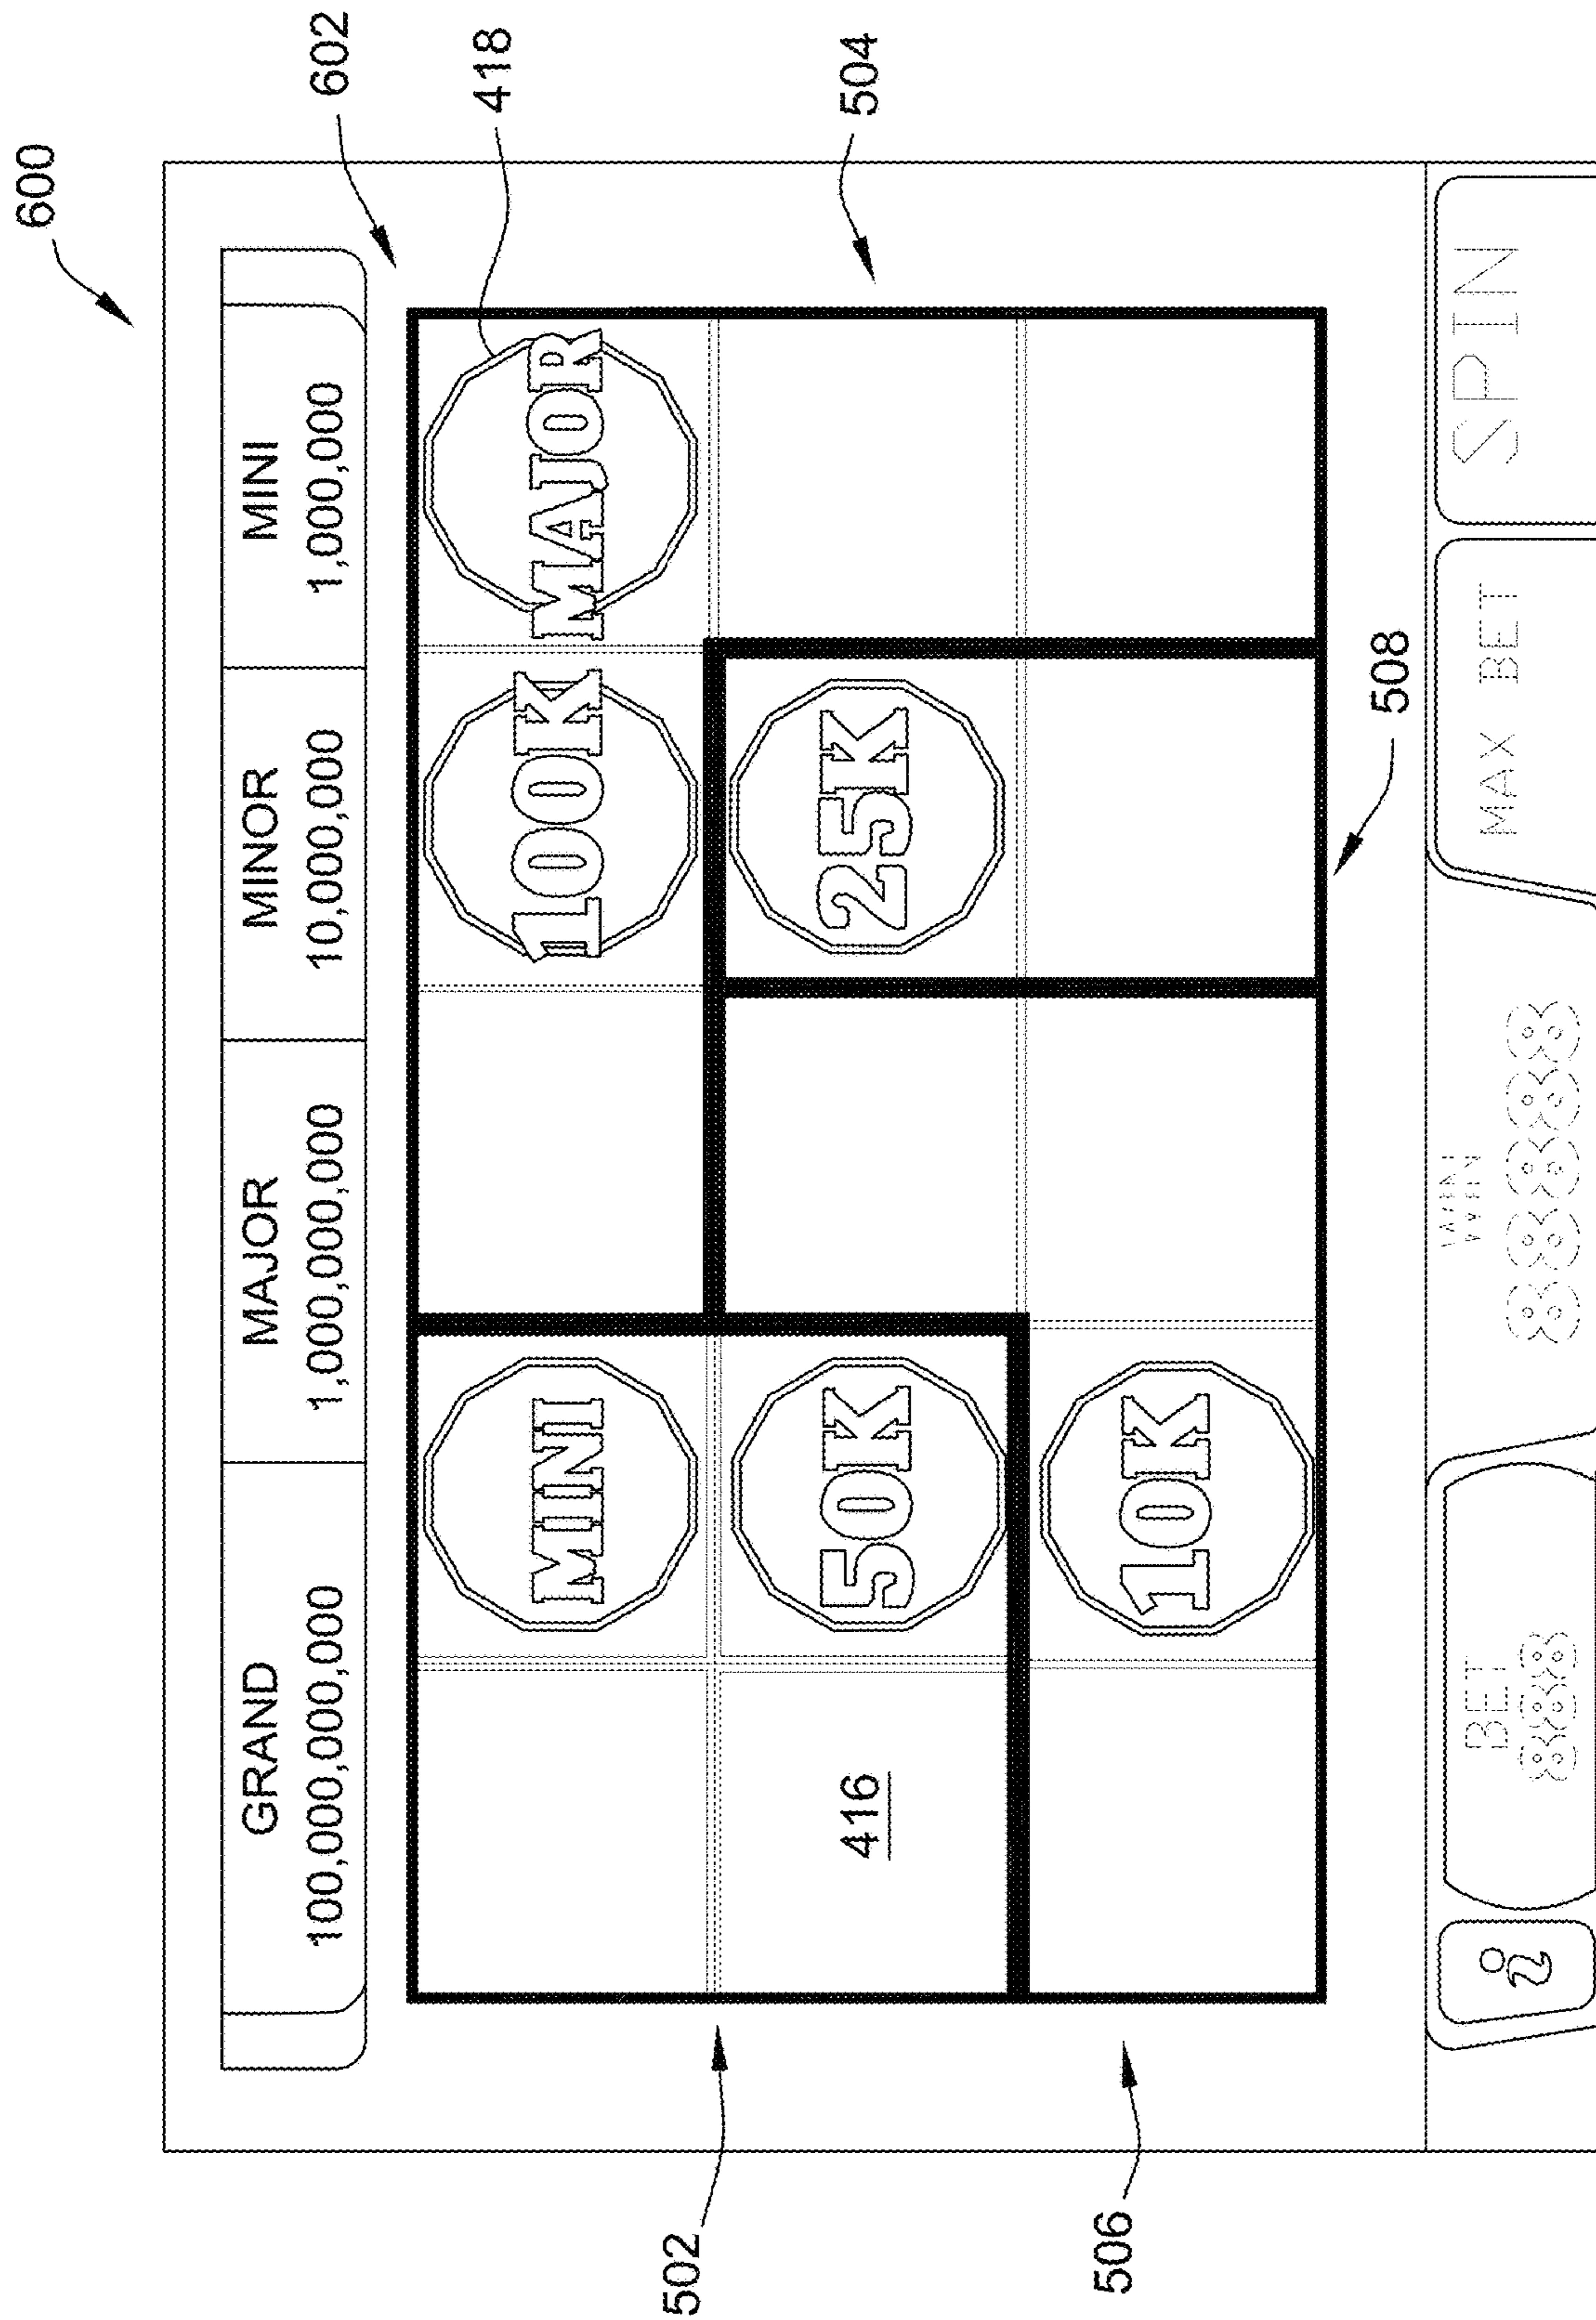 600
602
418
GRAND MAJOR MINOR MINI
100,000,000,000 1,000,000,000 10,000,000 1,000,000
MINI 100K MAJOR
502
504
416 50K 25K
506
10K
508
BET WIN MAX BET SPIN
i 888 88888